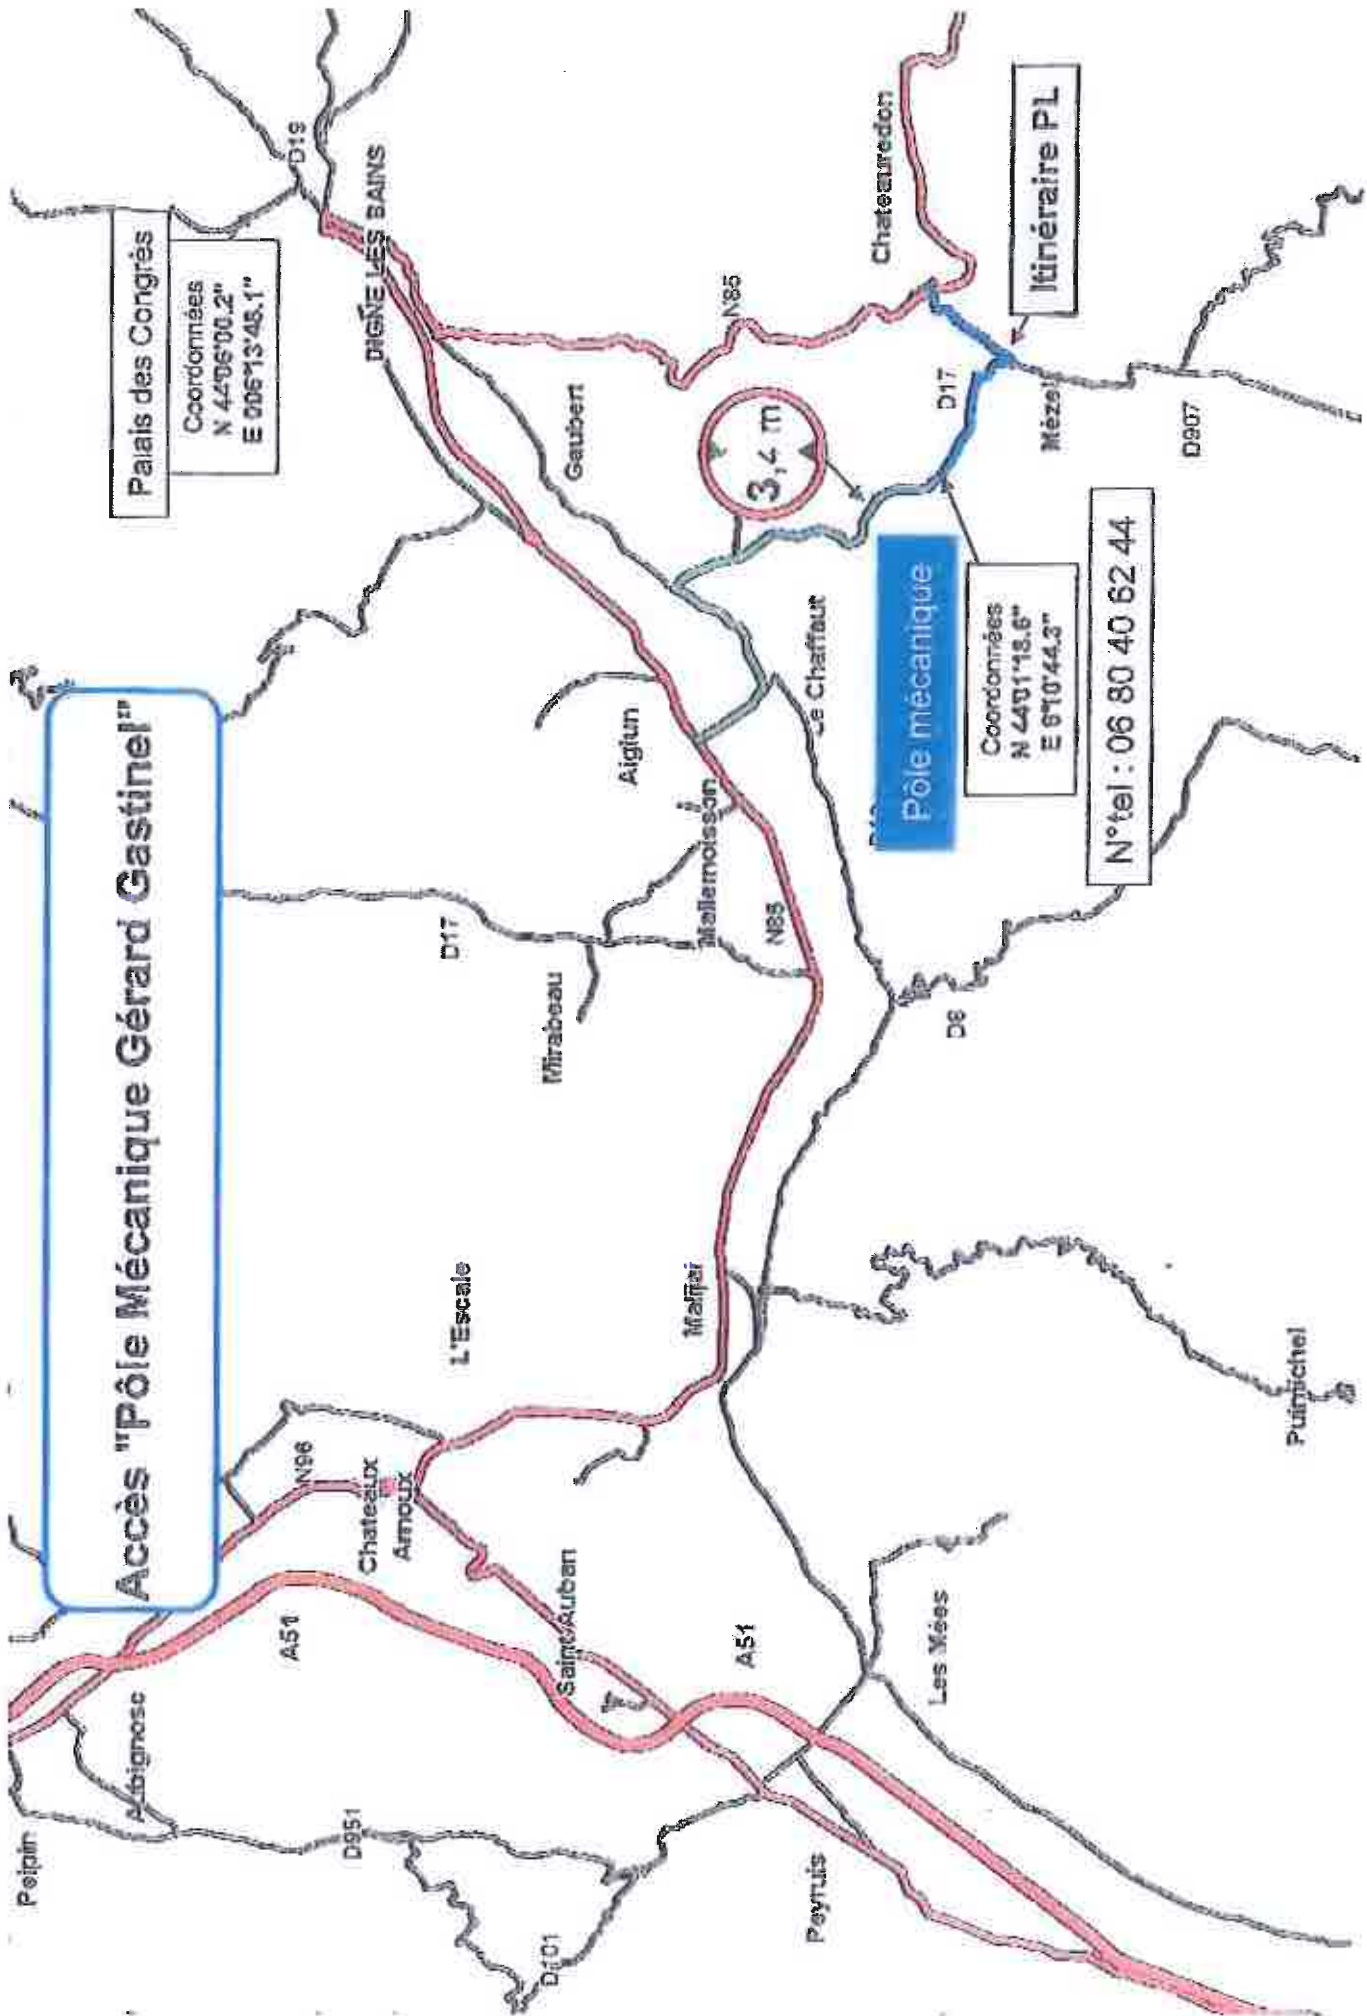 Accès "Pôle Mécanique Gérard Gastinel"
Palais des Congrès
Coordonnées
N 44°06'00.2"
E 006°13'45.1"
D19
DIGNE LES BAINS
Peipin
Aubignosc
A51
N96
Chateaux
Arnoux
L'Escale
D17
Mirabeau
Mallemoisson
Aiglun
Gaubert
N85
Chateauredon
D951
D101
Saint Auban
A51
Malijai
N85
Le Chaffaut
3,4 m
D17
Mézel
Itinéraire PL
Pôle mécanique
Coordonnées
N 44°01'18.6"
E 6°10'44.3"
N°tel : 06 80 40 62 44
D907
D8
Peyruis
Les Mées
Puimichel